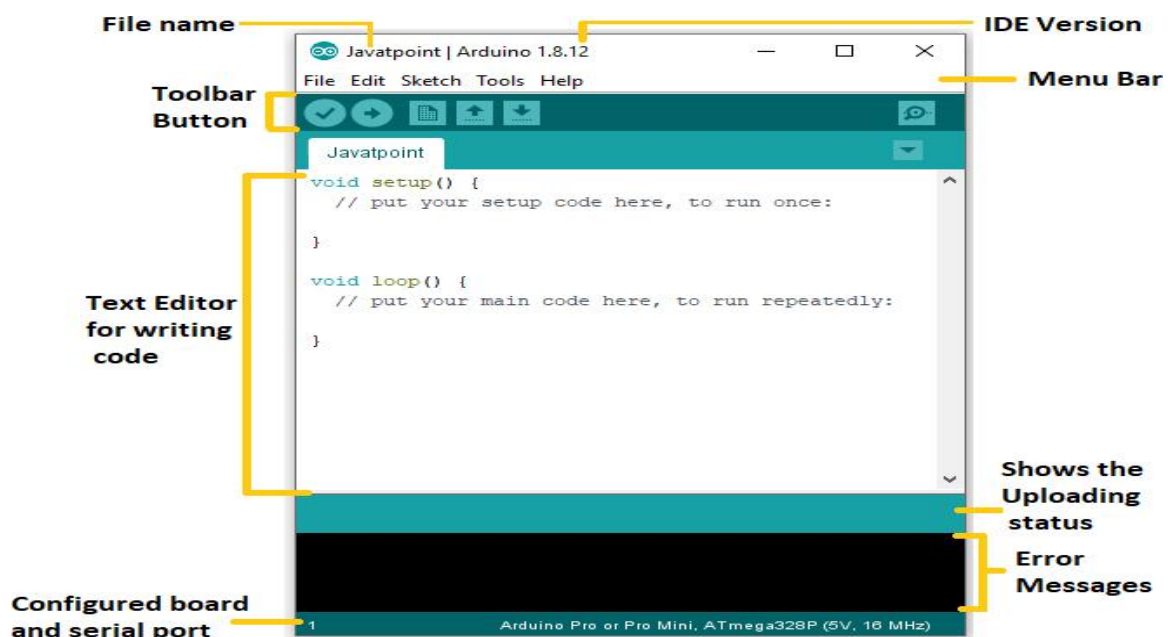 File name
IDE Version
Javatpoint | Arduino 1.8.12
File Edit Sketch Tools Help
Menu Bar
Toolbar
Button
Javatpoint
void setup() {
// put your setup code here, to run once:
}
void loop() {
// put your main code here, to run repeatedly:
}
Text Editor
for writing
code
Shows the
Uploading
status
Error
Messages
Configured board
and serial port
1
Arduino Pro or Pro Mini, ATmega328P (5V, 16 MHz)